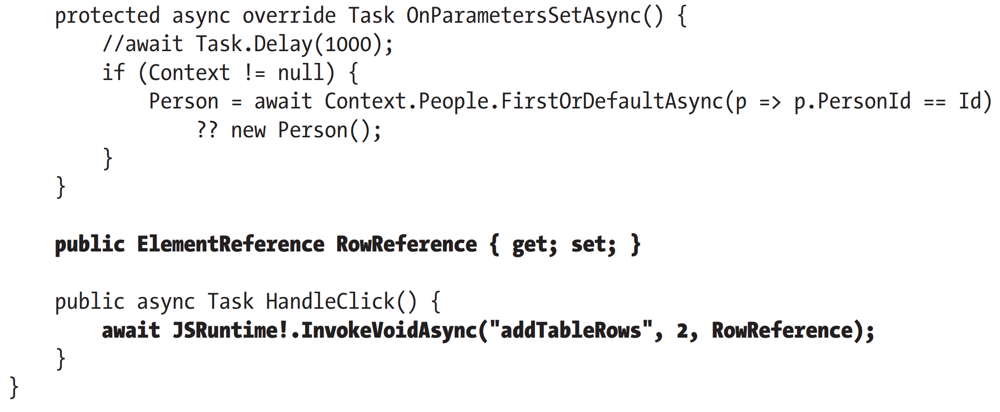 protected async override Task OnParametersSetAsync() {
//await Task.Delay(1000);
if (Context != null) {
Person = await Context.People.FirstOrDefaultAsync(p => p.PersonId == Id)
?? new Person();
}
}
public ElementReference RowReference { get; set; }
public async Task HandleClick() {
await JSRuntime!.InvokeVoidAsync("addTableRows", 2, RowReference);
}
}